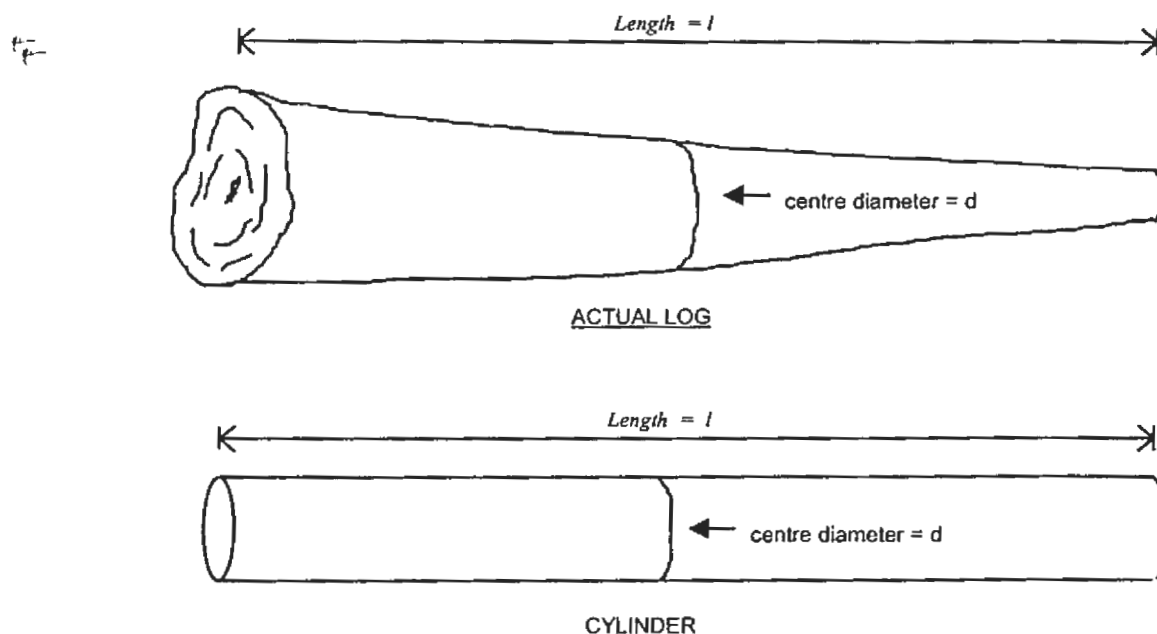 Length = l
centre diameter = d
ACTUAL LOG
Length = l
centre diameter = d
CYLINDER